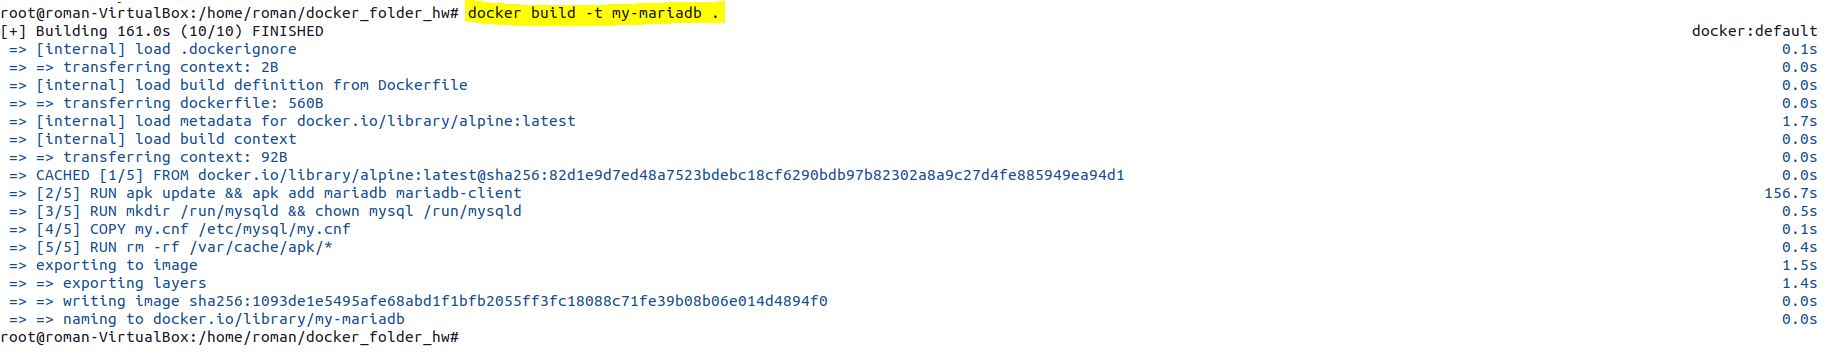 root@roman-VirtualBox:/home/roman/docker_folder_hw# docker build -t my-mariadb .
[+] Building 161.0s (10/10) FINISHED docker:default
=> [internal] load .dockerignore 0.1s
=> => transferring context: 2B 0.0s
=> [internal] load build definition from Dockerfile 0.0s
=> => transferring dockerfile: 560B 0.0s
=> [internal] load metadata for docker.io/library/alpine:latest 1.7s
=> [internal] load build context 0.0s
=> => transferring context: 92B 0.0s
=> CACHED [1/5] FROM docker.io/library/alpine:latest@sha256:82d1e9d7ed48a7523bdebc18cf6290bdb97b82302a8a9c27d4fe885949ea94d1 0.0s
=> [2/5] RUN apk update && apk add mariadb mariadb-client 156.7s
=> [3/5] RUN mkdir /run/mysqld && chown mysql /run/mysqld 0.5s
=> [4/5] COPY my.cnf /etc/mysql/my.cnf 0.1s
=> [5/5] RUN rm -rf /var/cache/apk/* 0.4s
=> exporting to image 1.5s
=> => exporting layers 1.4s
=> => writing image sha256:1093de1e5495afe68abd1f1bfb2055ff3fc18088c71fe39b08b06e014d4894f0 0.0s
=> => naming to docker.io/library/my-mariadb 0.0s
root@roman-VirtualBox:/home/roman/docker_folder_hw#